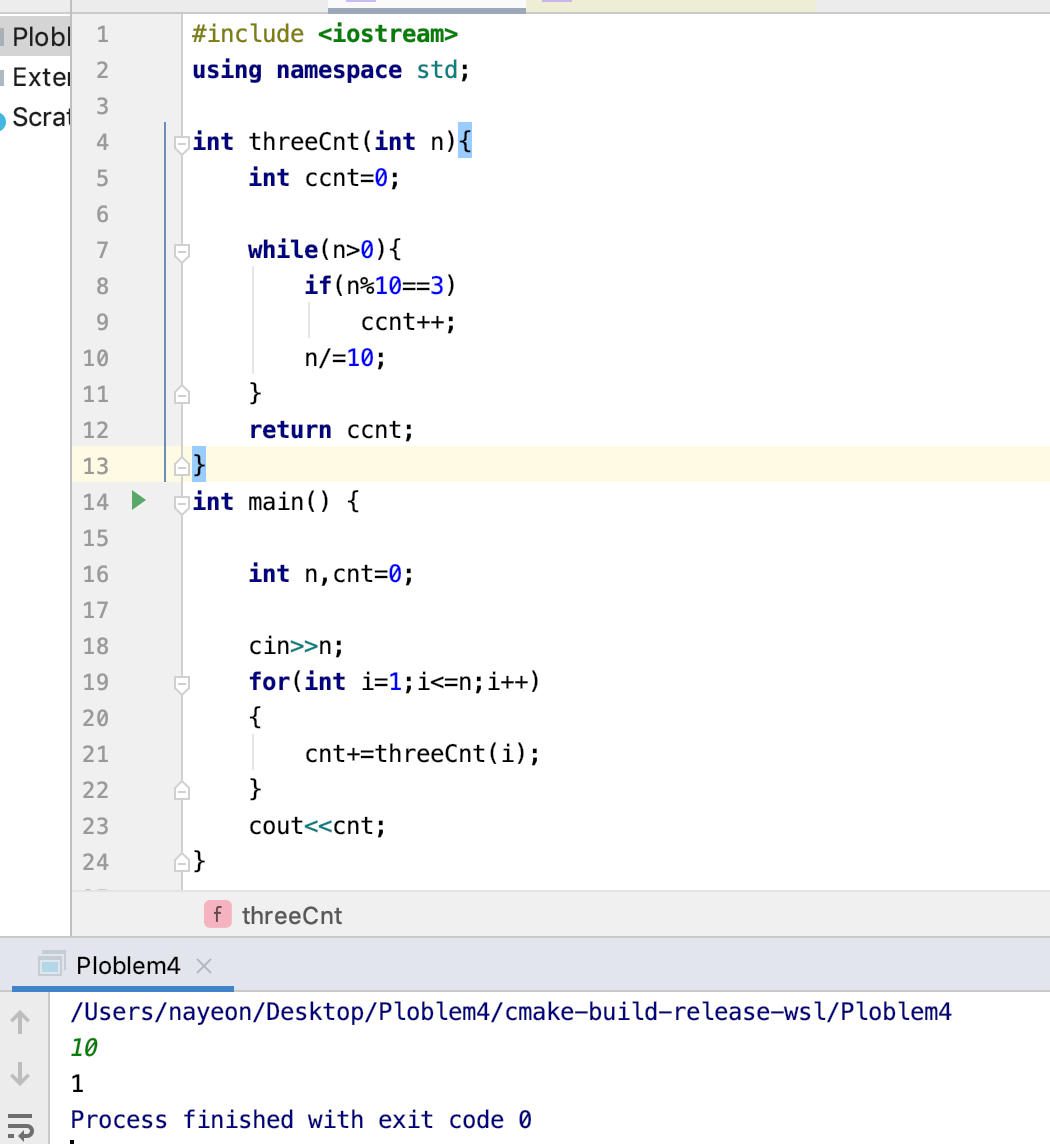 Plobl
Exter
Scrat
1 #include <iostream>
2 using namespace std;
3
4 int threeCnt(int n){
5 int ccnt=0;
6
7 while(n>0){
8 if(n%10==3)
9 ccnt++;
10 n/=10;
11 }
12 return ccnt;
13 }
14 int main() {
15
16 int n,cnt=0;
17
18 cin>>n;
19 for(int i=1;i<=n;i++)
20 {
21 cnt+=threeCnt(i);
22 }
23 cout<<cnt;
24 }
f threeCnt
Ploblem4
/Users/nayeon/Desktop/Ploblem4/cmake-build-release-wsl/Ploblem4
10
1
Process finished with exit code 0